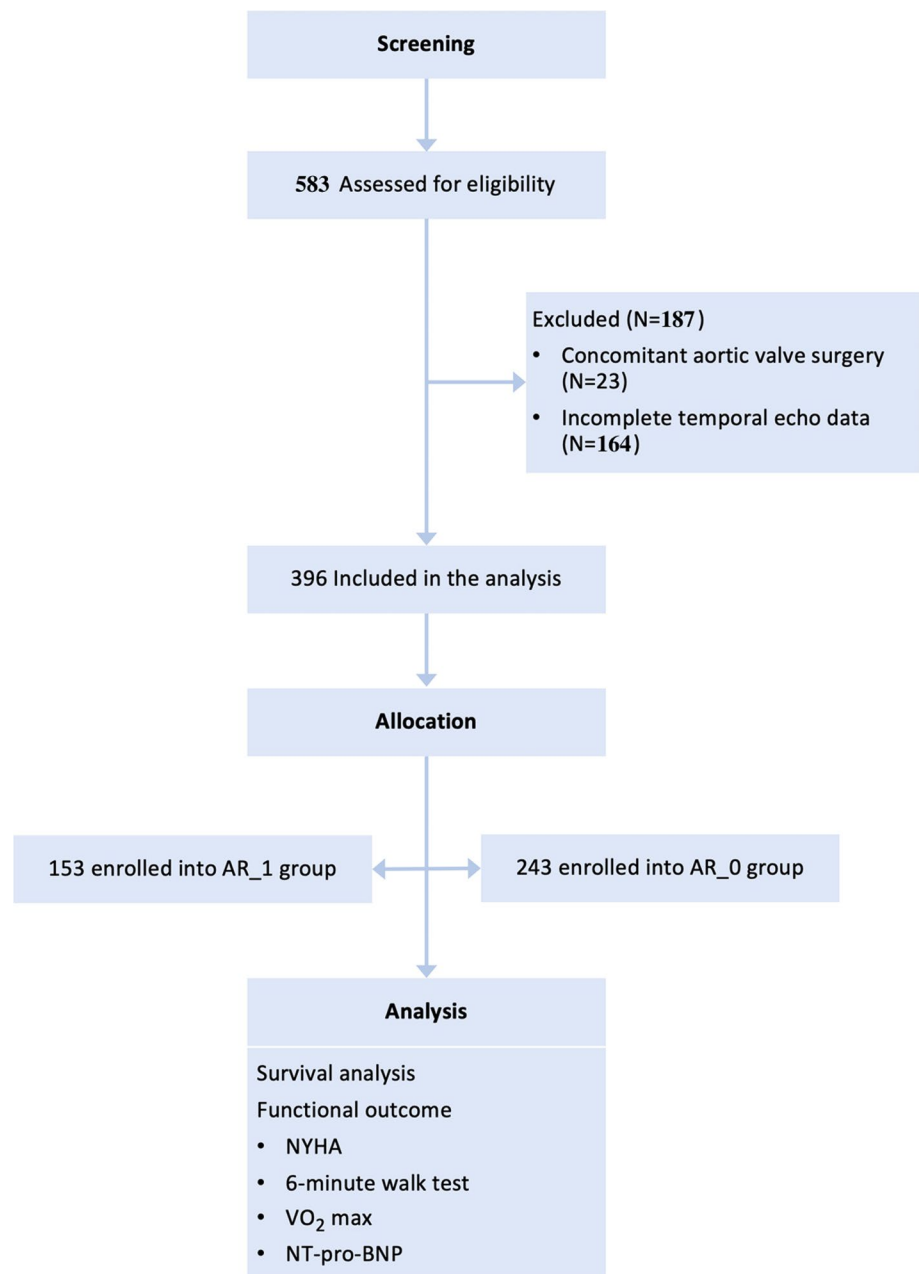 Screening
583 Assessed for eligibility
Excluded (N=187)
• Concomitant aortic valve surgery
(N=23)
• Incomplete temporal echo data
(N=164)
396 Included in the analysis
Allocation
153 enrolled into AR_1 group
243 enrolled into AR_0 group
Analysis
Survival analysis
Functional outcome
• NYHA
• 6-minute walk test
• VO₂ max
• NT-pro-BNP